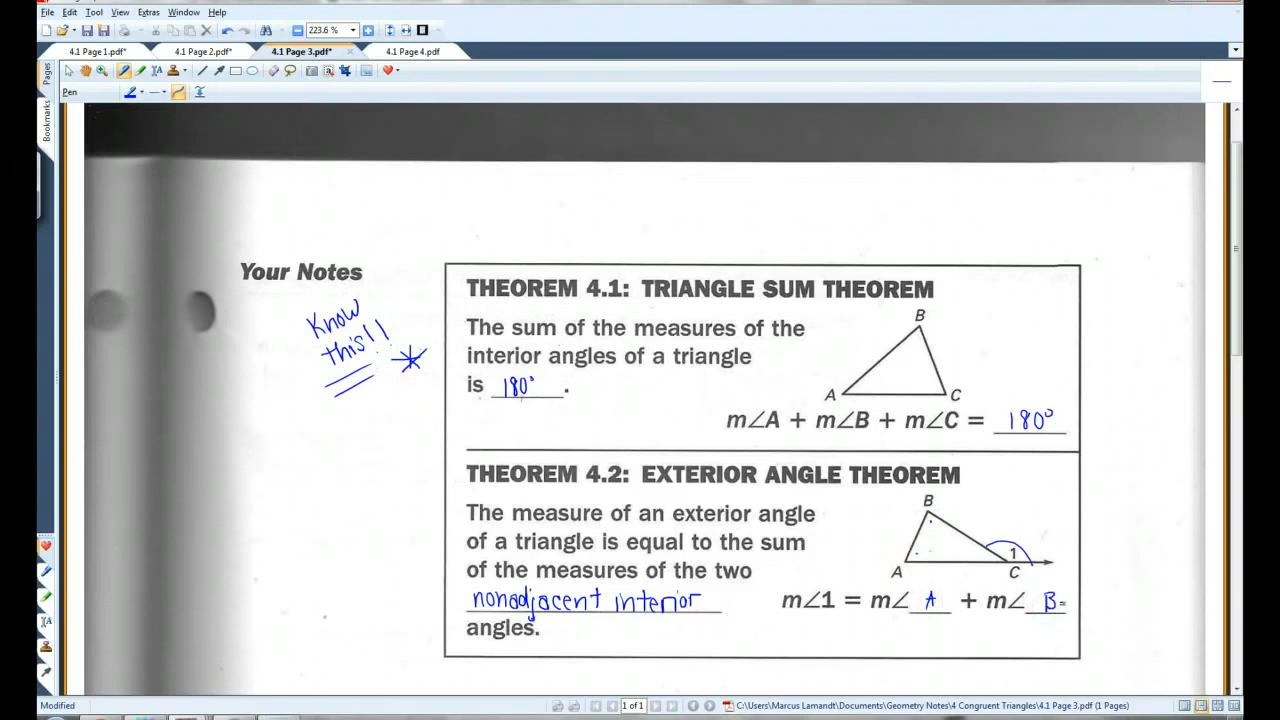 File Edit View Tools Extras Window Help
223.6 %
4.1 Page 1.pdf* 4.1 Page 2.pdf* 4.1 Page 3.pdf* 4.1 Page 4.pdf
Pages
Bookmarks
Pen
Your Notes
Know
this!!
THEOREM 4.1: TRIANGLE SUM THEOREM
The sum of the measures of the
interior angles of a triangle
is 180°.
B
A
C
m∠A + m∠B + m∠C = 180°
THEOREM 4.2: EXTERIOR ANGLE THEOREM
The measure of an exterior angle
of a triangle is equal to the sum
of the measures of the two
nonadjacent interior
angles.
B
1
A
C
m∠1 = m∠ A + m∠ B
Modified
1 of 1
C:\Users\Marcus Lamandt\Documents\Geometry Notes\4 Congruent Triangles\4.1 Page 3.pdf (1 Pages)